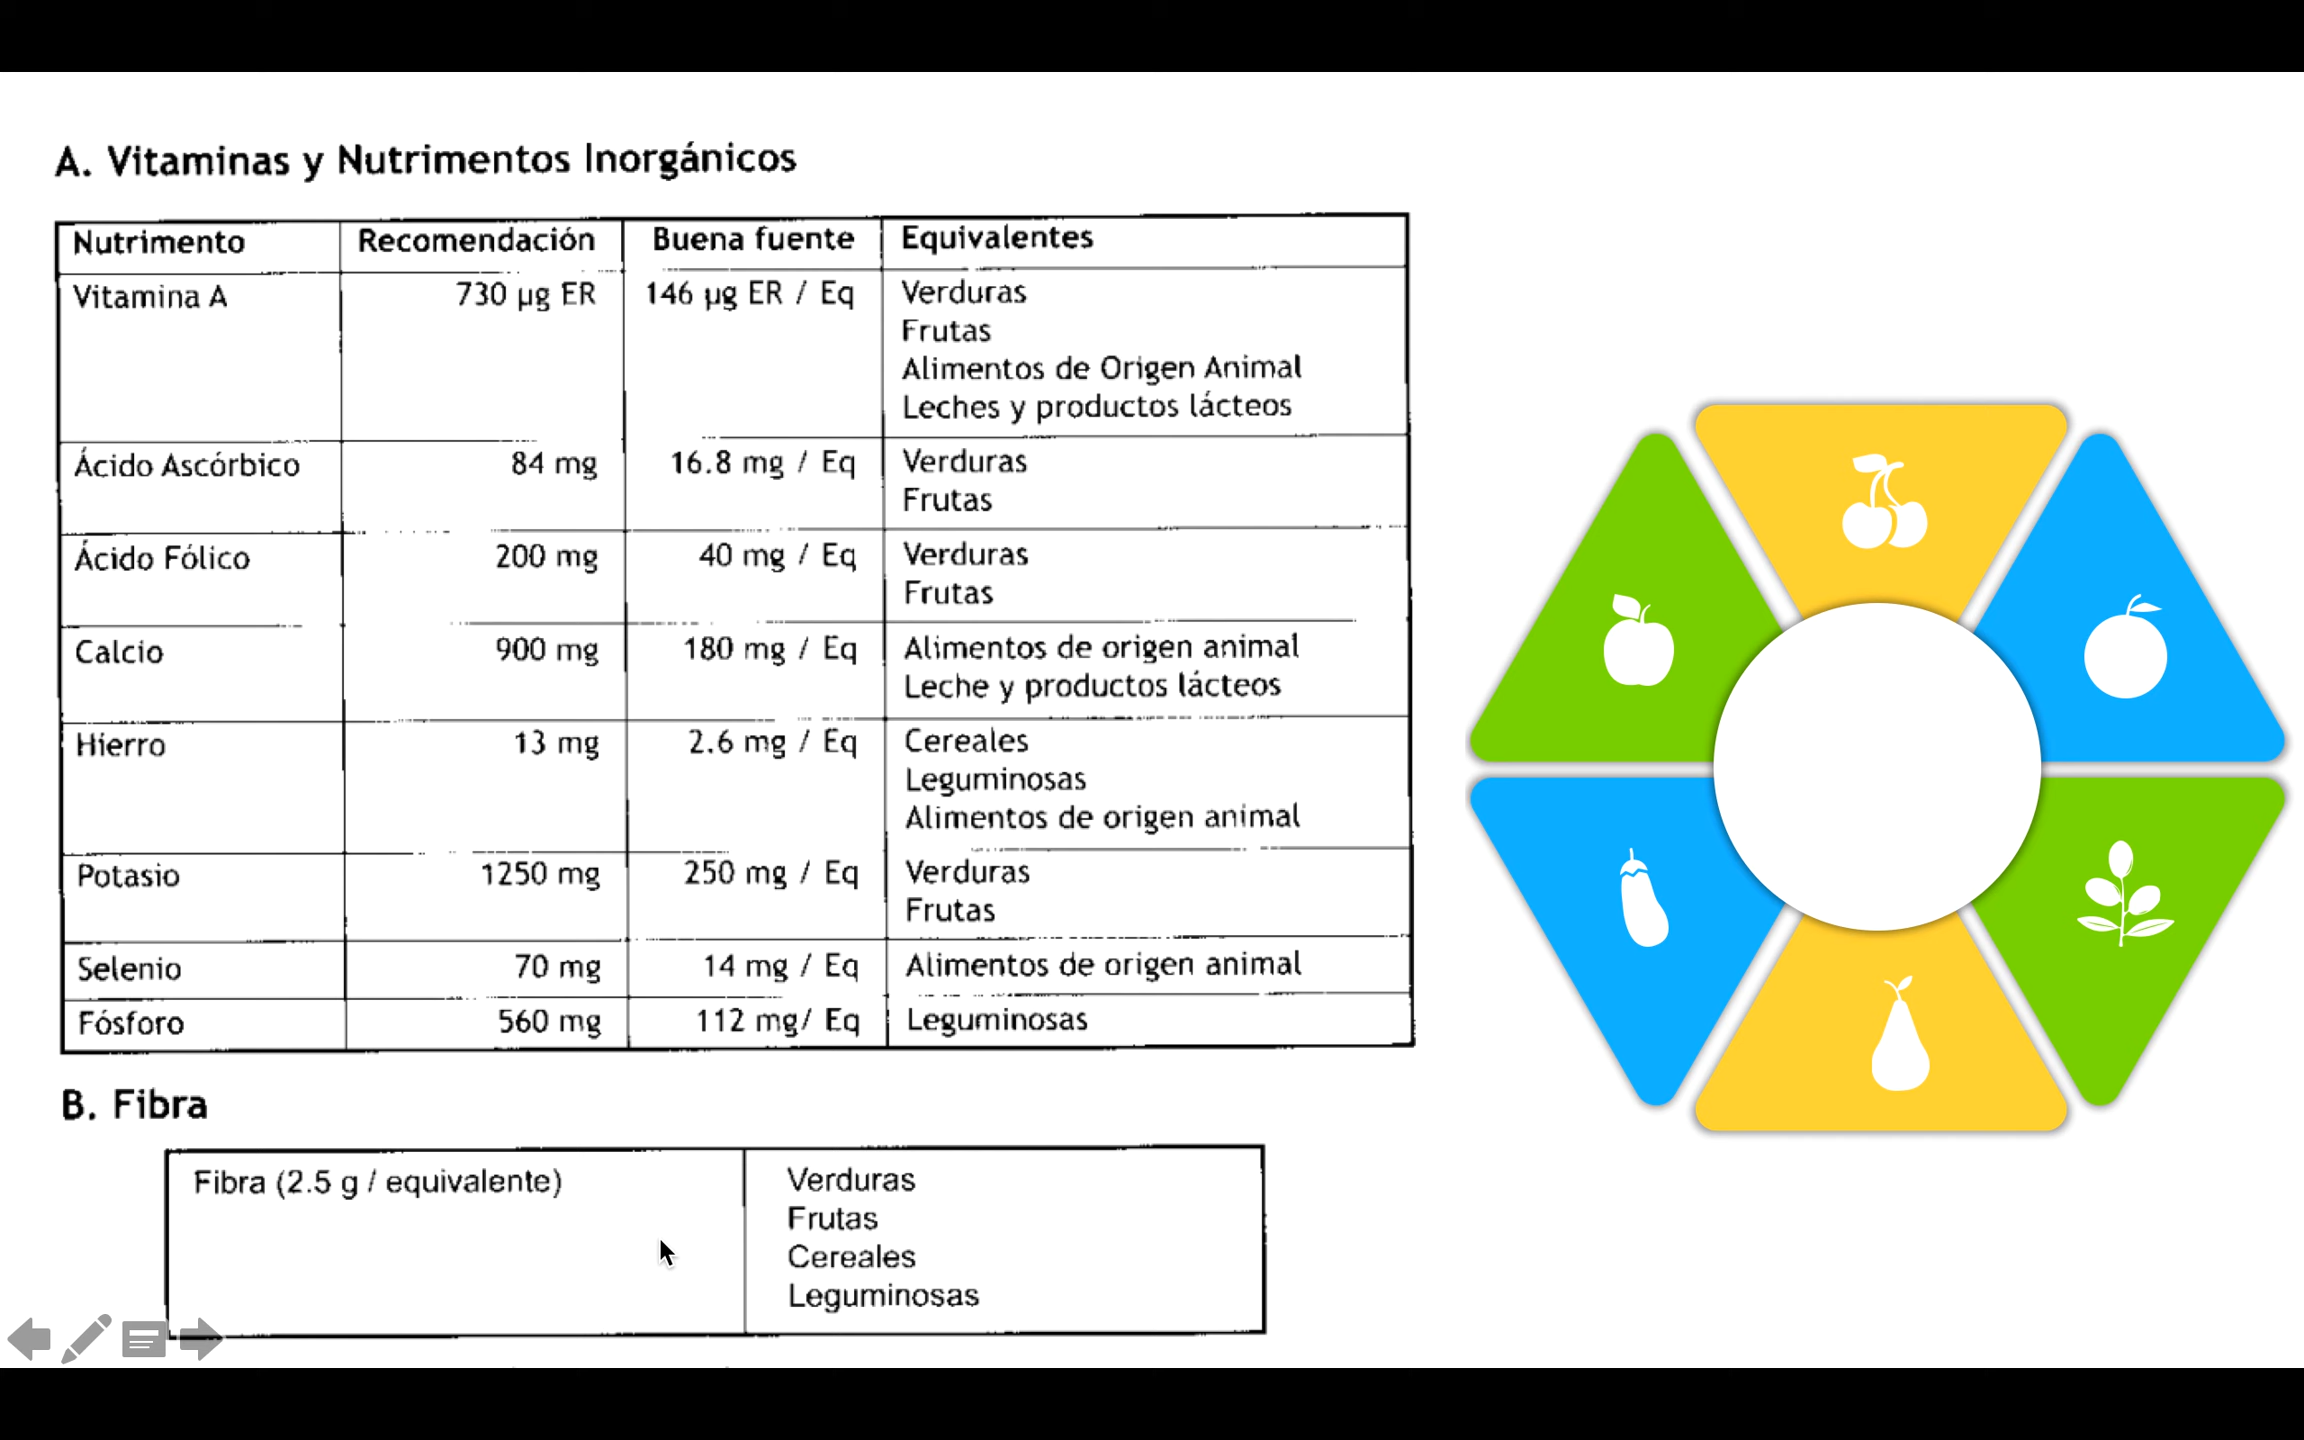 A. Vitaminas y Nutrimentos Inorgánicos
Nutrimento Recomendación Buena fuente Equivalentes
Vitamina A 730 µg ER 146 µg ER / Eq Verduras
Frutas
Alimentos de Origen Animal
Leches y productos lácteos
Ácido Ascórbico 84 mg 16.8 mg / Eq Verduras
Frutas
Ácido Fólico 200 mg 40 mg / Eq Verduras
Frutas
Calcio 900 mg 180 mg / Eq Alimentos de origen animal
Leche y productos lácteos
Hierro 13 mg 2.6 mg / Eq Cereales
Leguminosas
Alimentos de origen animal
Potasio 1250 mg 250 mg / Eq Verduras
Frutas
Selenio 70 mg 14 mg / Eq Alimentos de origen animal
Fósforo 560 mg 112 mg/ Eq Leguminosas
B. Fibra
Fibra (2.5 g / equivalente) Verduras
Frutas
Cereales
Leguminosas